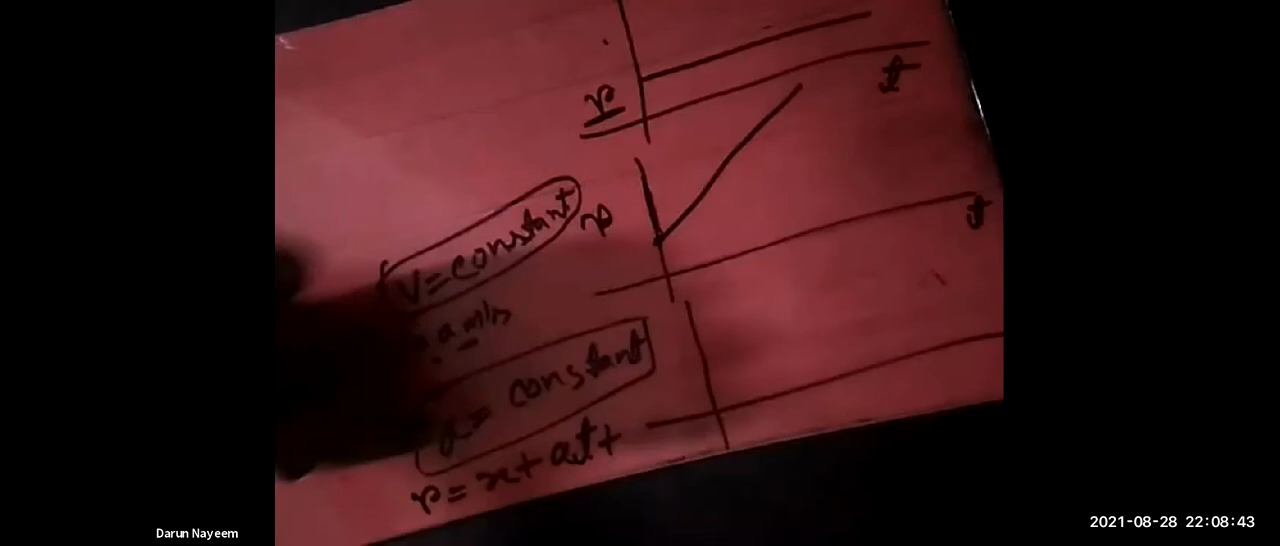 p
t
p
t
v = constant
a m/s
a = constant
p = x + at +
Darun Nayeem
2021-08-28 22:08:43